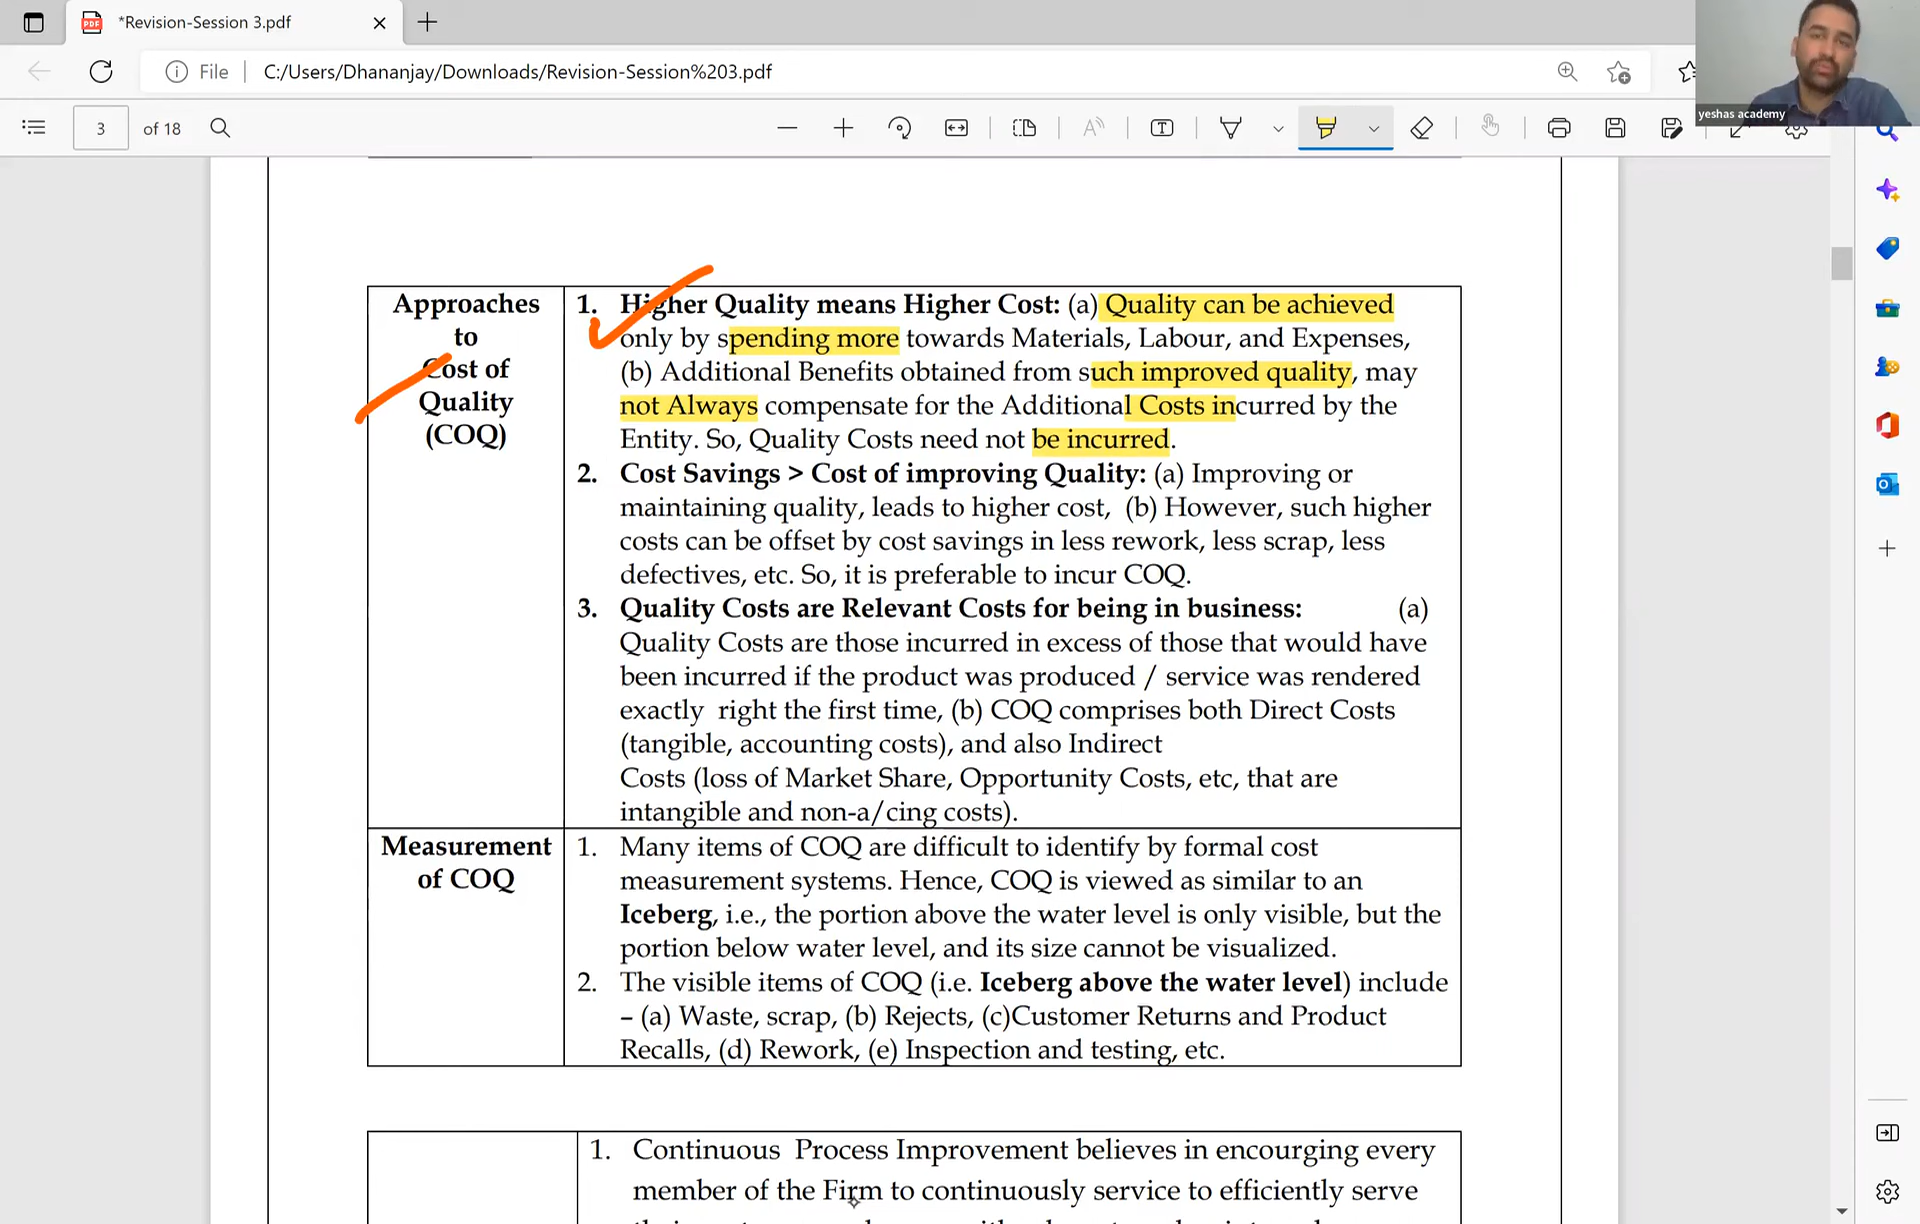 *Revision-Session 3.pdf
File
C:/Users/Dhananjay/Downloads/Revision-Session%203.pdf
yeshas academy
3 of 18
Approaches
to
Cost of
Quality
(COQ)
1. Higher Quality means Higher Cost: (a) Quality can be achieved
only by spending more towards Materials, Labour, and Expenses,
(b) Additional Benefits obtained from such improved quality, may
not Always compensate for the Additional Costs incurred by the
Entity. So, Quality Costs need not be incurred.
2. Cost Savings > Cost of improving Quality: (a) Improving or
maintaining quality, leads to higher cost, (b) However, such higher
costs can be offset by cost savings in less rework, less scrap, less
defectives, etc. So, it is preferable to incur COQ.
3. Quality Costs are Relevant Costs for being in business: (a)
Quality Costs are those incurred in excess of those that would have
been incurred if the product was produced / service was rendered
exactly right the first time, (b) COQ comprises both Direct Costs
(tangible, accounting costs), and also Indirect
Costs (loss of Market Share, Opportunity Costs, etc, that are
intangible and non-a/cing costs).
Measurement
of COQ
1. Many items of COQ are difficult to identify by formal cost
measurement systems. Hence, COQ is viewed as similar to an
Iceberg, i.e., the portion above the water level is only visible, but the
portion below water level, and its size cannot be visualized.
2. The visible items of COQ (i.e. Iceberg above the water level) include
– (a) Waste, scrap, (b) Rejects, (c)Customer Returns and Product
Recalls, (d) Rework, (e) Inspection and testing, etc.
1. Continuous Process Improvement believes in encourging every
member of the Firm to continuously service to efficiently serve